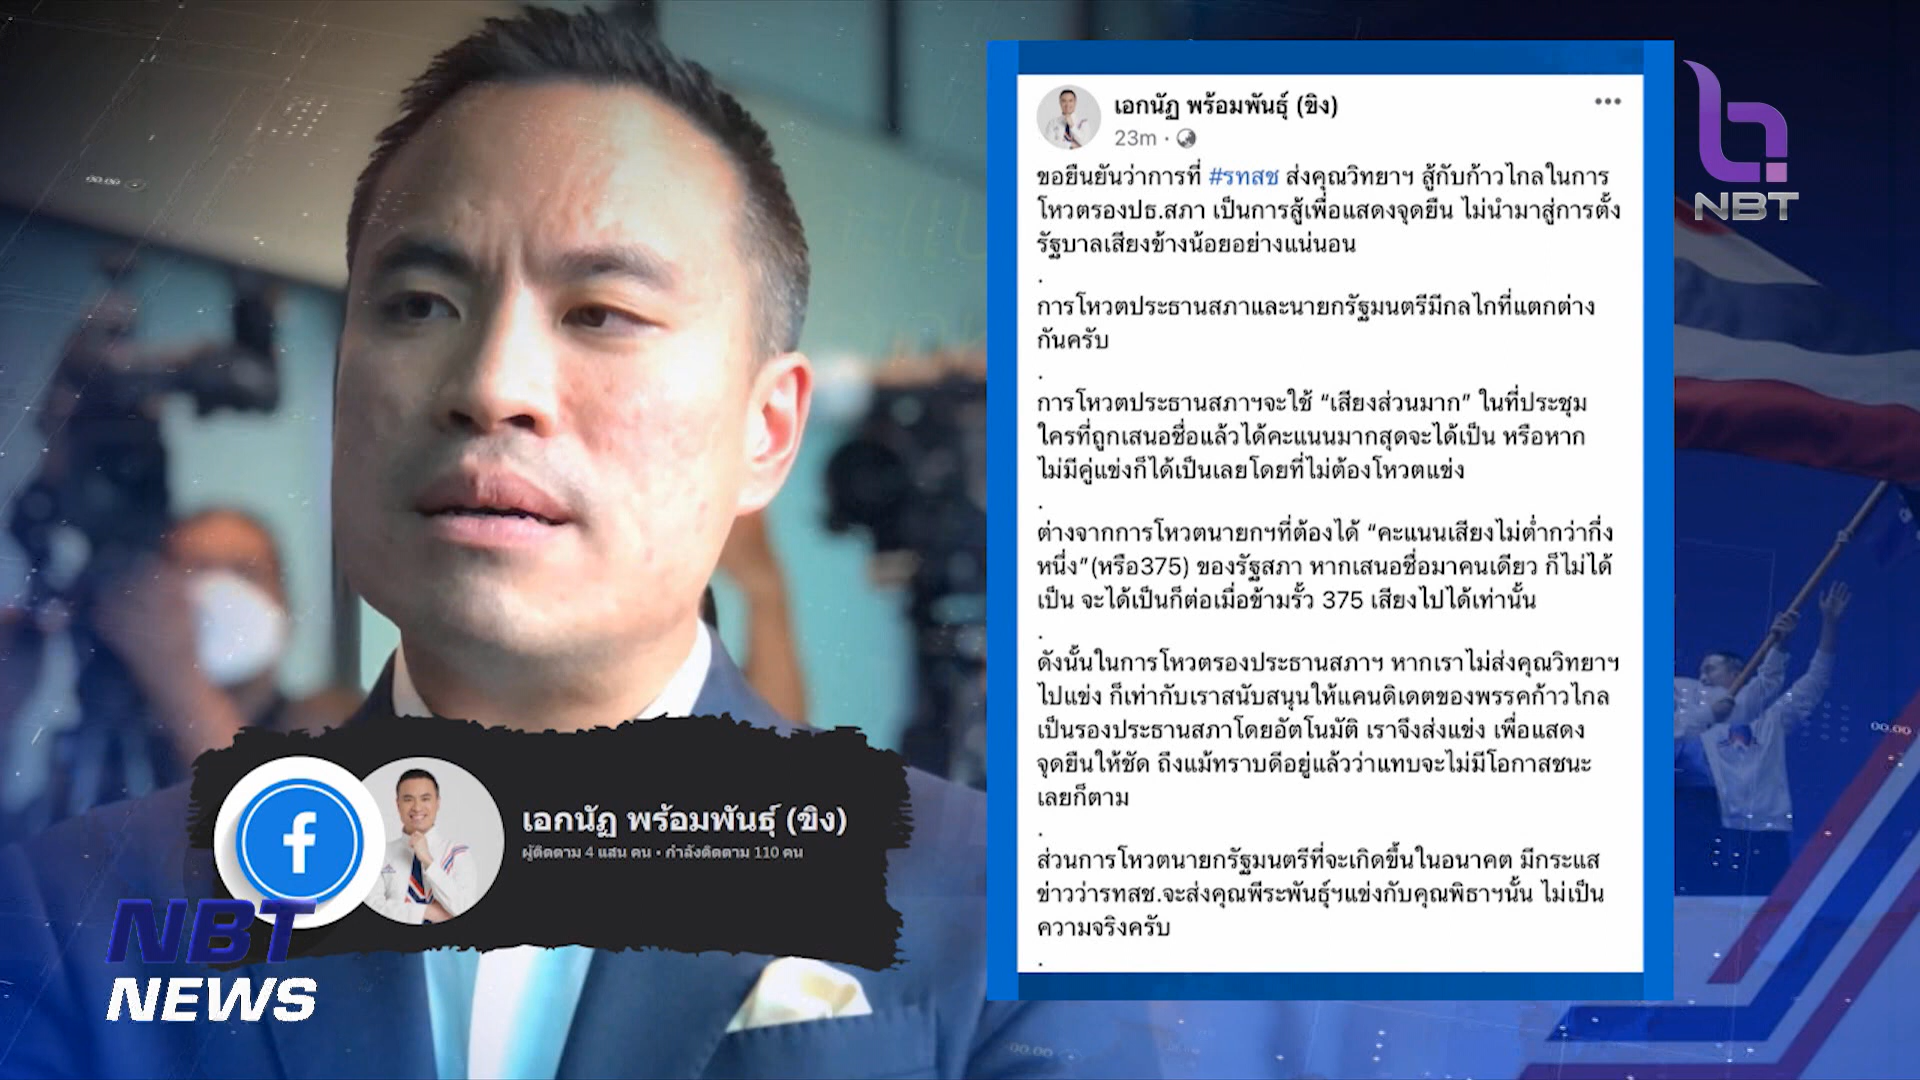 NBT
เอกนัฏ พร้อมพันธุ์ (ขิง)
23m ·
ขอยืนยันว่าการที่ #รทสช ส่งคุณวิทยาฯ สู้กับก้าวไกลในการ
โหวตรองปธ.สภา เป็นการสู้เพื่อแสดงจุดยืน ไม่นำมาสู่การตั้ง
รัฐบาลเสียงข้างน้อยอย่างแน่นอน
.
การโหวตประธานสภาและนายกรัฐมนตรีมีกลไกที่แตกต่าง
กันครับ
.
การโหวตประธานสภาฯจะใช้ “เสียงส่วนมาก” ในที่ประชุม
ใครที่ถูกเสนอชื่อแล้วได้คะแนนมากสุดจะได้เป็น หรือหาก
ไม่มีคู่แข่งก็ได้เป็นเลยโดยที่ไม่ต้องโหวตแข่ง
.
ต่างจากการโหวตนายกฯที่ต้องได้ “คะแนนเสียงไม่ต่ำกว่ากึ่ง
หนึ่ง”(หรือ375) ของรัฐสภา หากเสนอชื่อมาคนเดียว ก็ไม่ได้
เป็น จะได้เป็นก็ต่อเมื่อข้ามรั้ว 375 เสียงไปได้เท่านั้น
.
ดังนั้นในการโหวตรองประธานสภาฯ หากเราไม่ส่งคุณวิทยาฯ
ไปแข่ง ก็เท่ากับเราสนับสนุนให้แคนดิเดตของพรรคก้าวไกล
เป็นรองประธานสภาโดยอัตโนมัติ เราจึงส่งแข่ง เพื่อแสดง
จุดยืนให้ชัด ถึงแม้ทราบดีอยู่แล้วว่าแทบจะไม่มีโอกาสชนะ
เลยก็ตาม
.
ส่วนการโหวตนายกรัฐมนตรีที่จะเกิดขึ้นในอนาคต มีกระแส
ข่าวว่ารทสช.จะส่งคุณพีระพันธุ์ฯแข่งกับคุณพิธาฯนั้น ไม่เป็น
ความจริงครับ
.
เอกนัฏ พร้อมพันธุ์ (ขิง)
ผู้ติดตาม 4 แสน คน • กำลังติดตาม 110 คน
NBT
NEWS
00.00
00.00
00.00